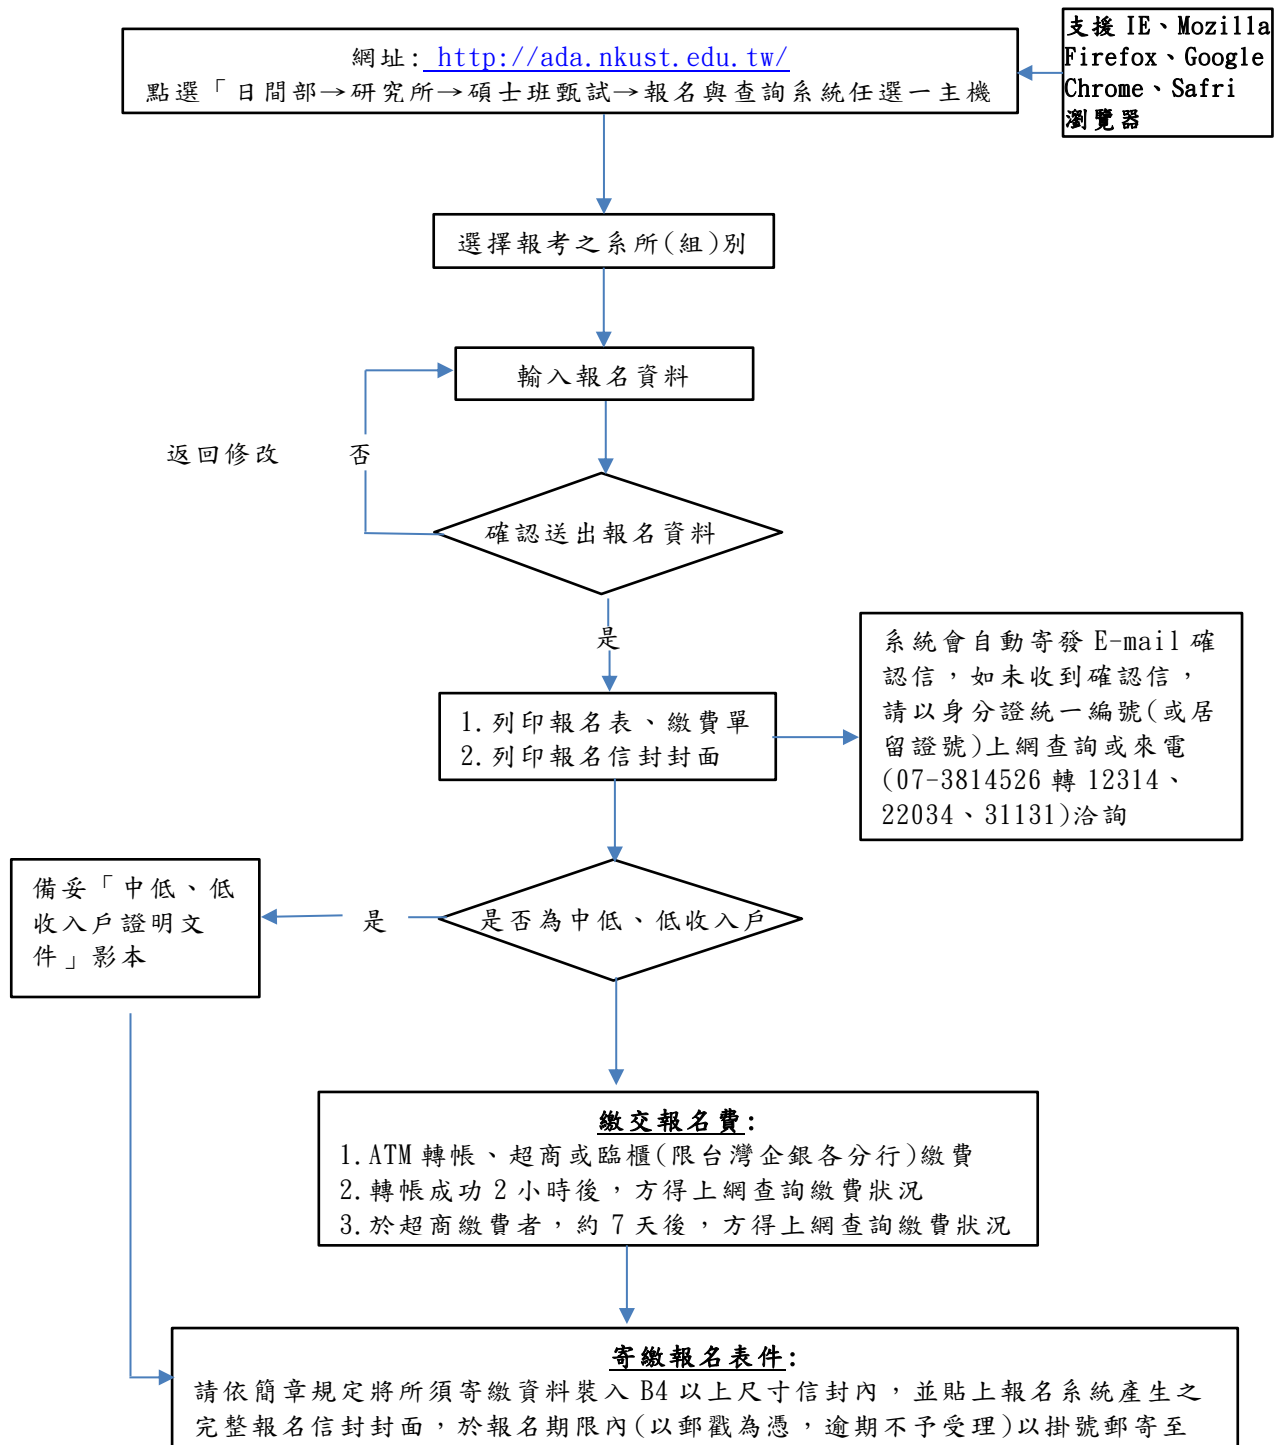 支援 IE、Mozilla
Firefox、Google
Chrome、Safri
瀏覽器
網址: http://ada.nkust.edu.tw/
點選「日間部→研究所→碩士班甄試→報名與查詢系統任選一主機
選擇報考之系所(組)別
輸入報名資料
返回修改 否
確認送出報名資料
是
系統會自動寄發 E-mail 確
認信，如未收到確認信，
請以身分證統一編號(或居
留證號)上網查詢或來電
(07-3814526 轉 12314、
22034、31131)洽詢
1.列印報名表、繳費單
2.列印報名信封封面
備妥「中低、低
收入戶證明文
件」影本
是
是否為中低、低收入戶
繳交報名費:
1.ATM 轉帳、超商或臨櫃(限台灣企銀各分行)繳費
2.轉帳成功 2 小時後，方得上網查詢繳費狀況
3.於超商繳費者，約 7 天後，方得上網查詢繳費狀況
寄繳報名表件:
請依簡章規定將所須寄繳資料裝入 B4 以上尺寸信封內，並貼上報名系統產生之
完整報名信封封面，於報名期限內(以郵戳為憑，逾期不予受理)以掛號郵寄至